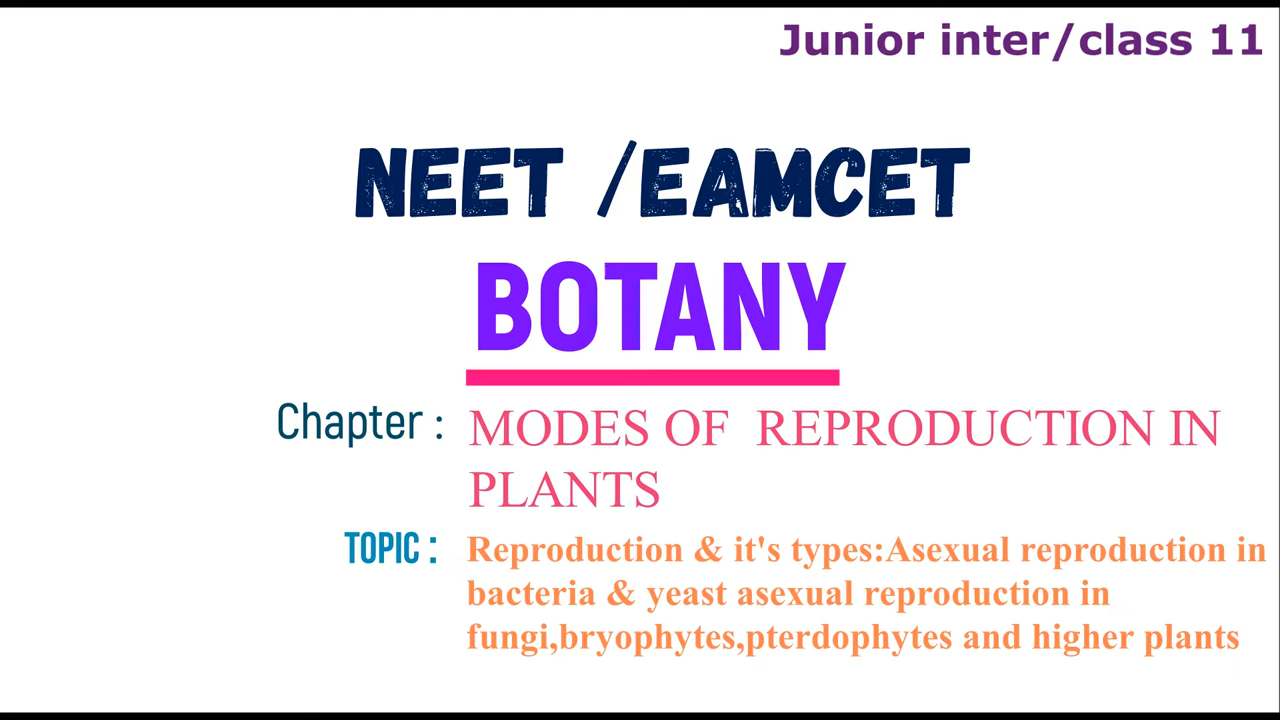 Junior inter/class 11
NEET /EAMCET
BOTANY
Chapter : MODES OF REPRODUCTION IN
PLANTS
TOPIC : Reproduction & it's types:Asexual reproduction in
bacteria & yeast asexual reproduction in
fungi,bryophytes,pterdophytes and higher plants